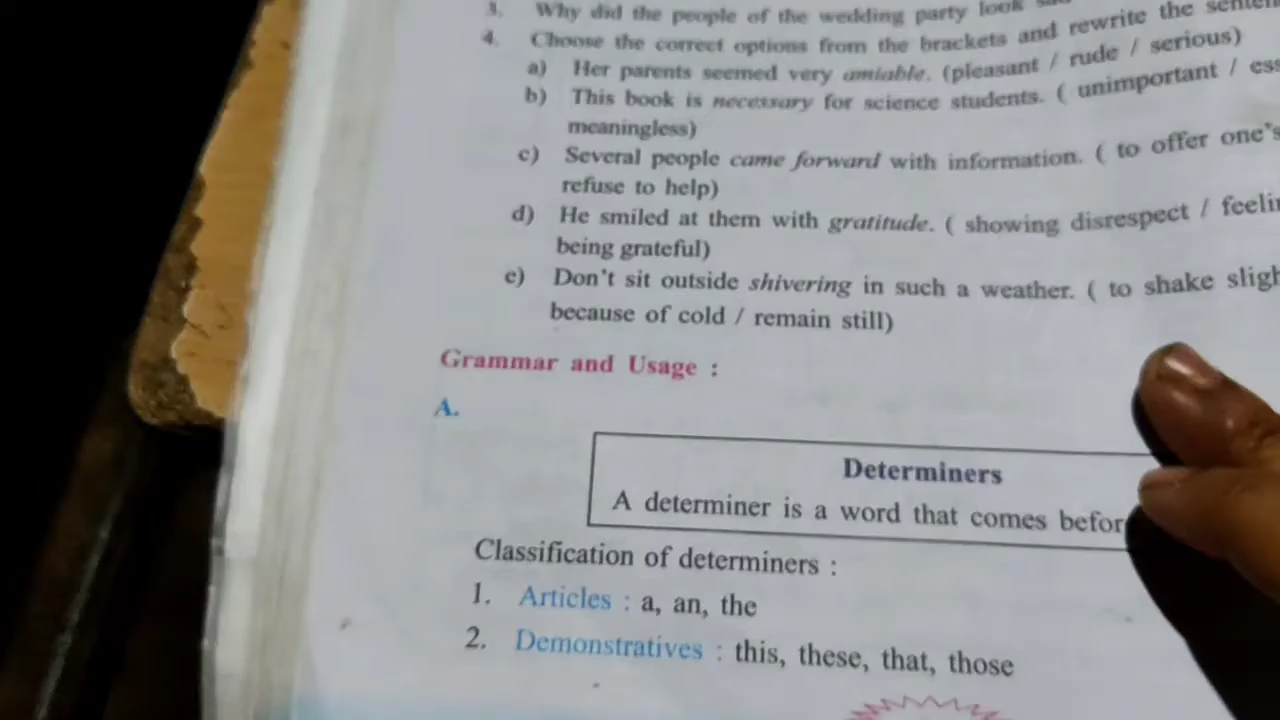 3. Why did the people of the wedding party look
4. Choose the correct options from the brackets and rewrite the
a) Her parents seemed very amiable. (pleasant / rude / serious)
b) This book is necessary for science students. ( unimportant /
meaningless)
c) Several people came forward with information. ( to offer one's
refuse to help)
d) He smiled at them with gratitude. ( showing disrespect /
being grateful)
e) Don't sit outside shivering in such a weather. ( to shake
because of cold / remain still)
Grammar and Usage :
A.
Determiners
A determiner is a word that comes
Classification of determiners :
1. Articles : a, an, the
2. Demonstratives : this, these, that, those